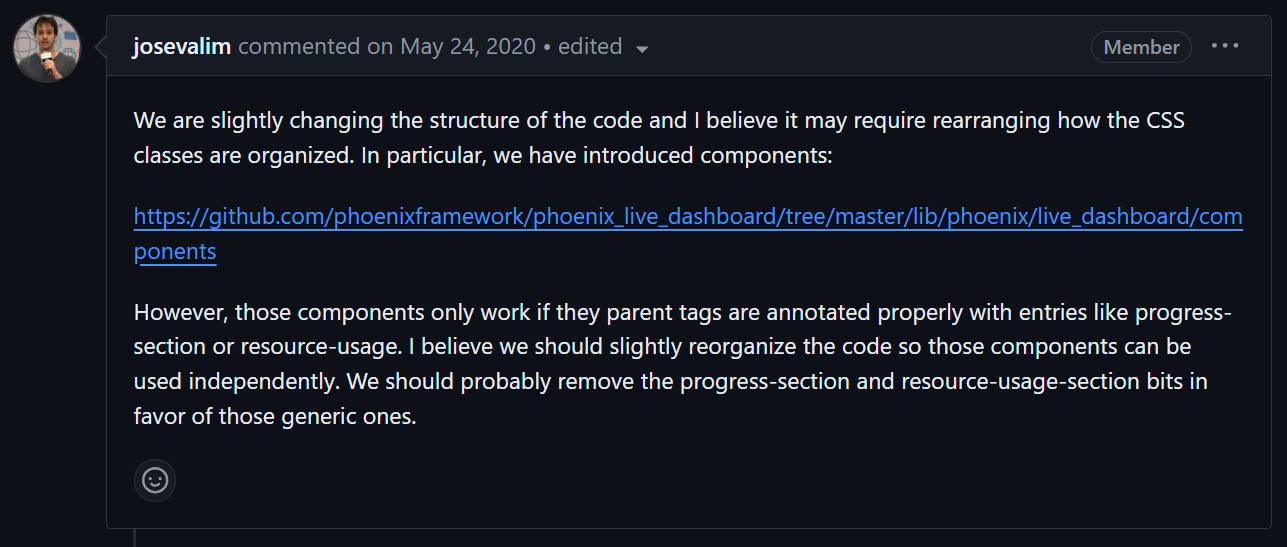 josevalim commented on May 24, 2020 • edited
Member
We are slightly changing the structure of the code and I believe it may require rearranging how the CSS
classes are organized. In particular, we have introduced components:
https://github.com/phoenixframework/phoenix_live_dashboard/tree/master/lib/phoenix/live_dashboard/com
ponents
However, those components only work if they parent tags are annotated properly with entries like progress-
section or resource-usage. I believe we should slightly reorganize the code so those components can be
used independently. We should probably remove the progress-section and resource-usage-section bits in
favor of those generic ones.